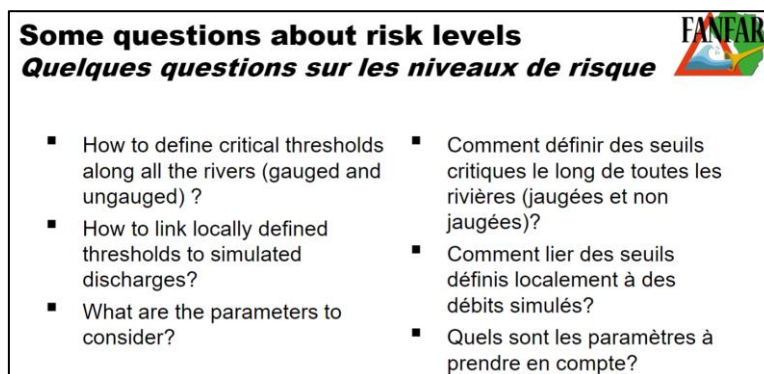 Some questions about risk levels
Quelques questions sur les niveaux de risque
FANFAR
▪ How to define critical thresholds
along all the rivers (gauged and
ungauged) ?
▪ How to link locally defined
thresholds to simulated
discharges?
▪ What are the parameters to
consider?
▪ Comment définir des seuils
critiques le long de toutes les
rivières (jaugées et non
jaugées)?
▪ Comment lier des seuils
définis localement à des
débits simulés?
▪ Quels sont les paramètres à
prendre en compte?